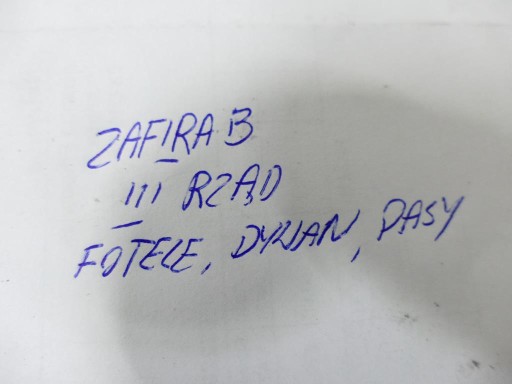 ZAFIRA B
III RZĄD
FOTELE, DYWAN, PASY